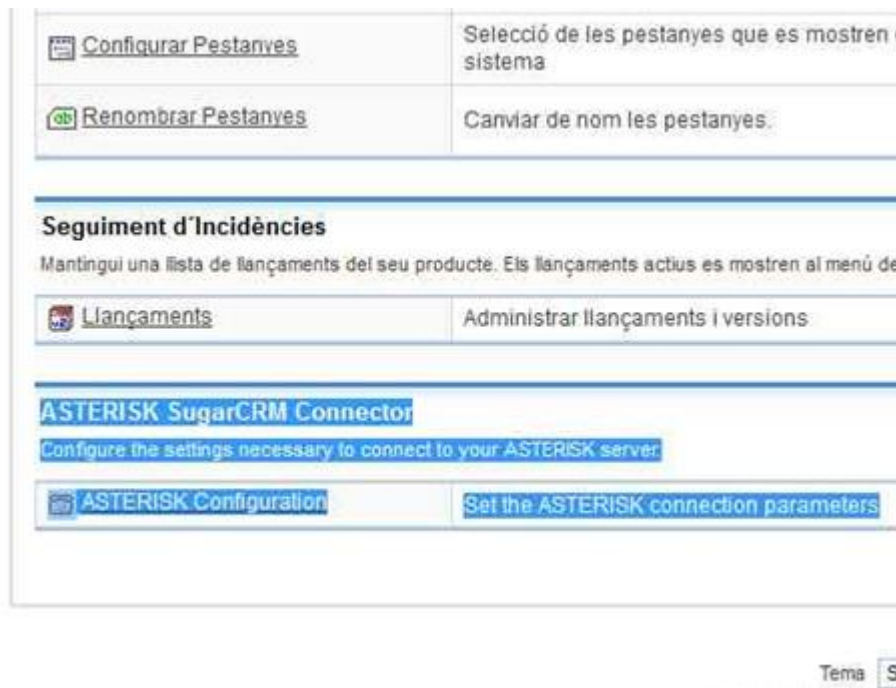 Configurar Pestanyes
Selecció de les pestanyes que es mostren
sistema
ab Renombrar Pestanyes
Canviar de nom les pestanyes.
Seguiment d´Incidències
Mantingui una llista de llançaments del seu producte. Els llançaments actius es mostren al menú de
Llançaments
Administrar llançaments i versions
ASTERISK SugarCRM Connector
Configure the settings necessary to connect to your ASTERISK server.
ASTERISK Configuration
Set the ASTERISK connection parameters
Tema S